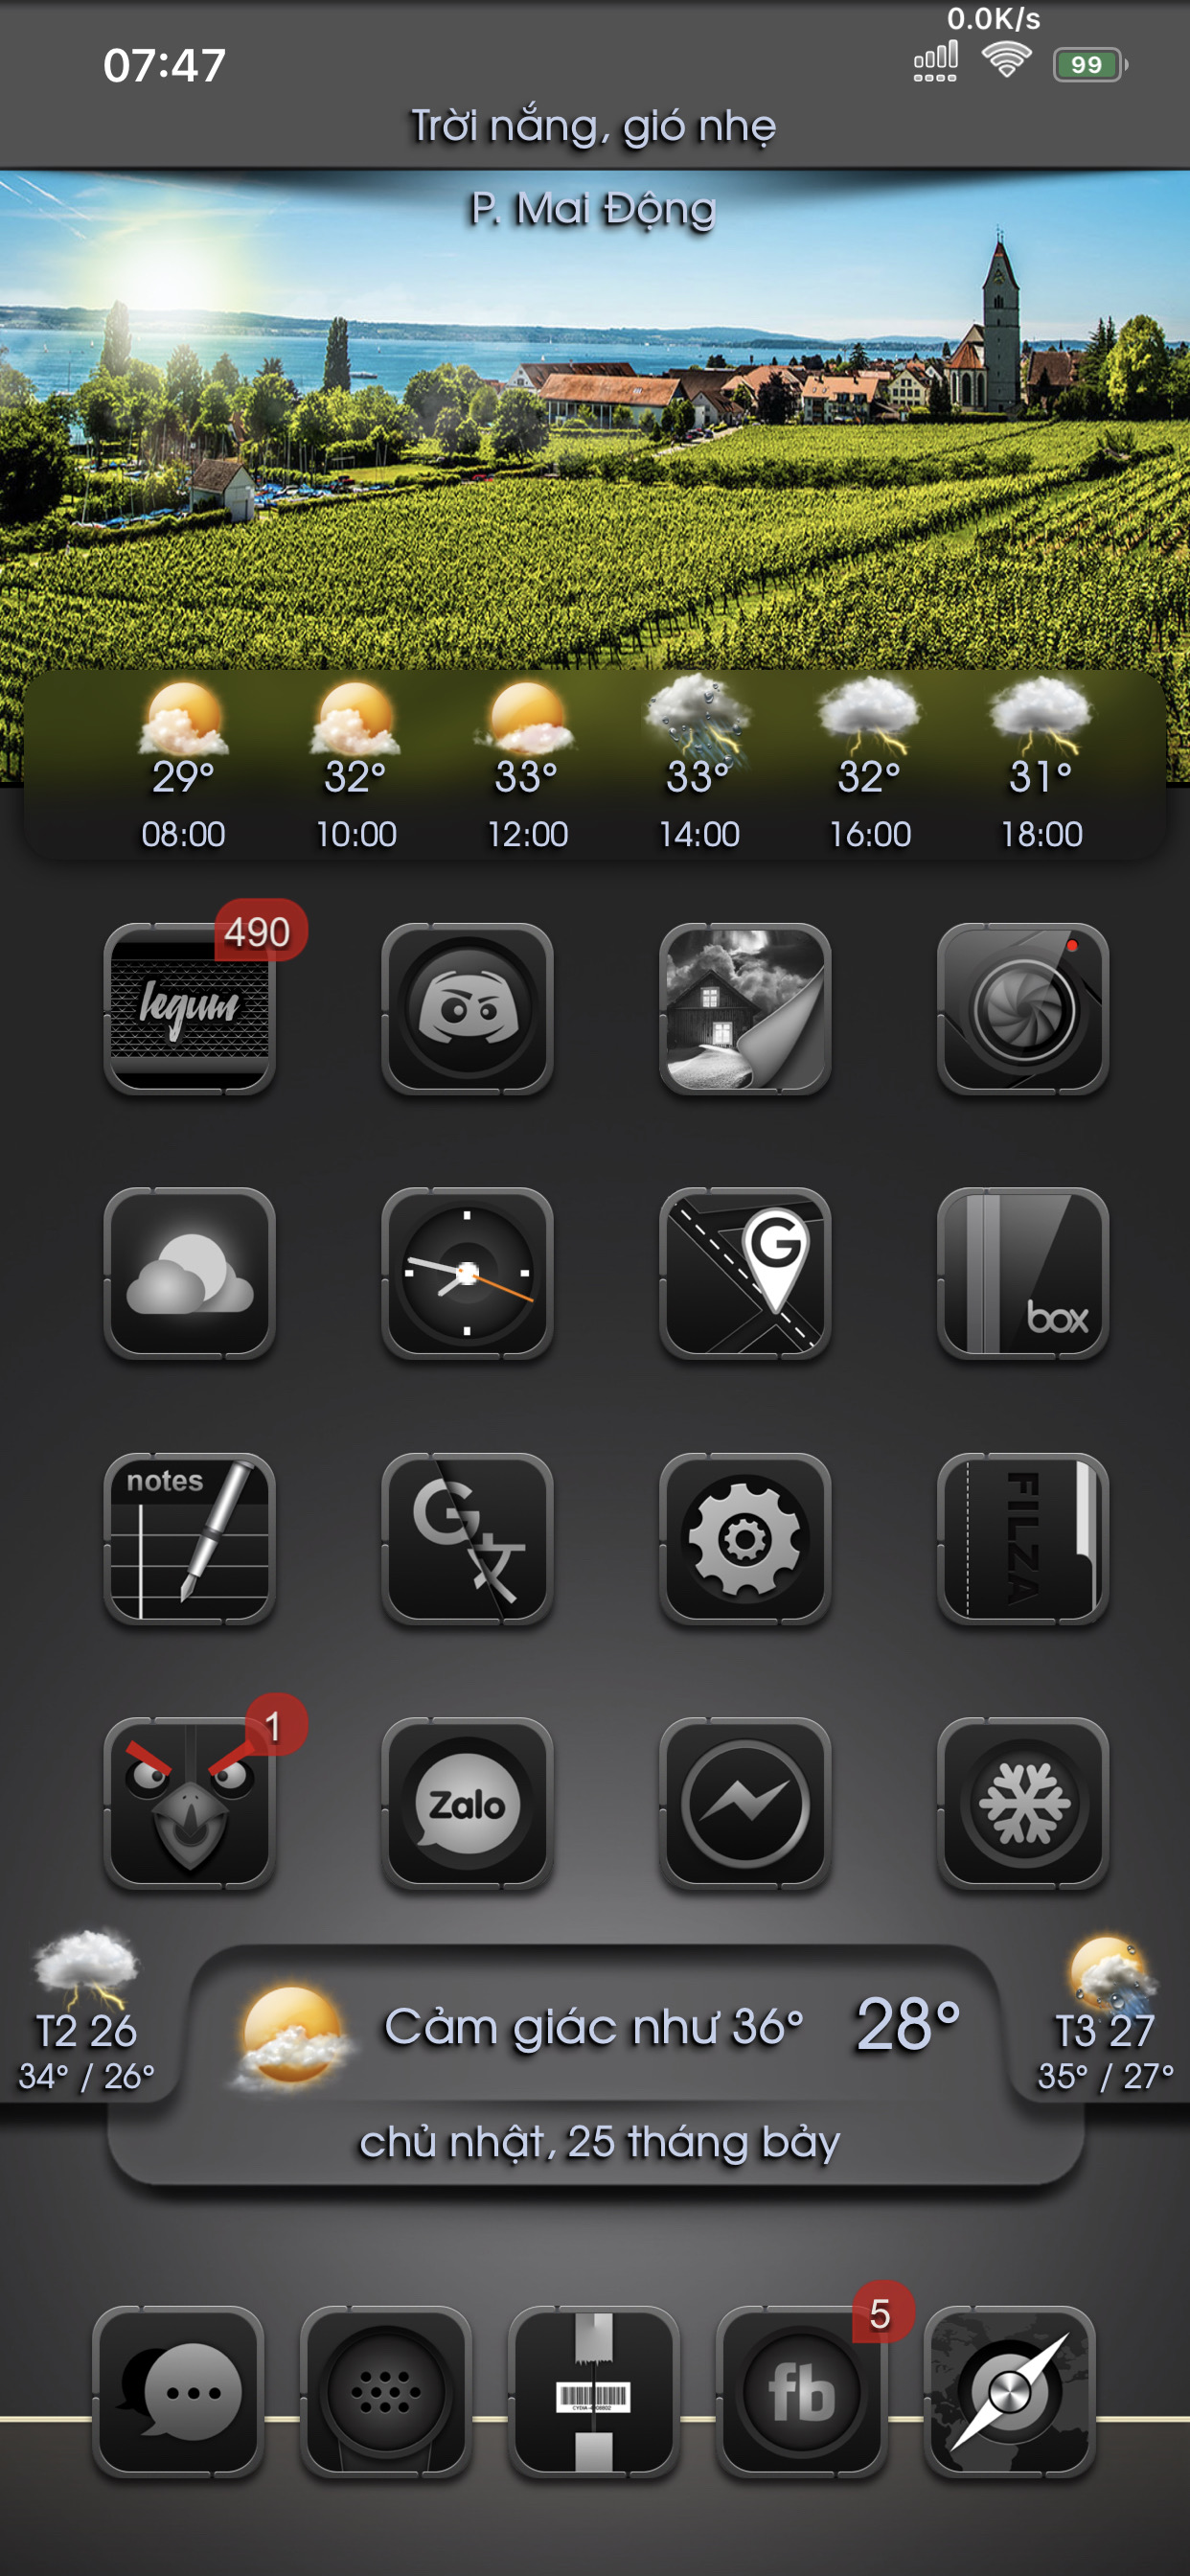 0.0K/s
07:47
99
Trời nắng, gió nhẹ
P. Mai Động
29° 32° 33° 33° 32° 31°
08:00 10:00 12:00 14:00 16:00 18:00
490
legum
G
box
notes
G
文
FILZA
1
Zalo
T2 26
34° / 26°
Cảm giác như 36° 28°
T3 27
35° / 27°
chủ nhật, 25 tháng bảy
5
fb